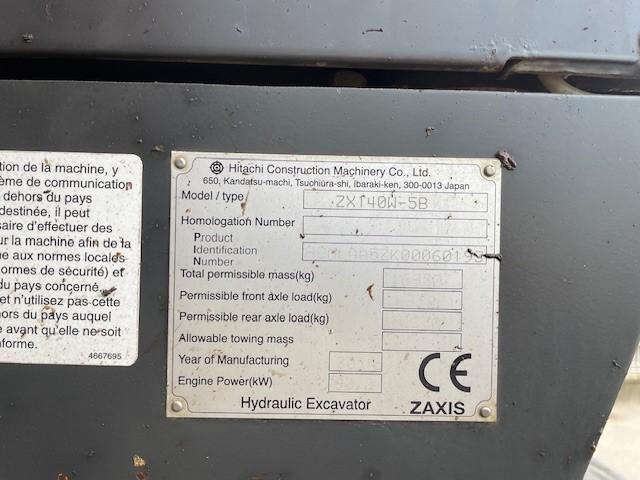 tion de la machine, y
ème de communication
dehors du pays
destinée, il peut
saire d'effectuer des
ur la machine afin de la
ne aux normes locales
ormes de sécurité) et
du pays concerné.
et n'utilisez pas cette
hors du pays auquel
avant qu'elle ne soit
nforme.
4667695
Hitachi Construction Machinery Co., Ltd.
650, Kandatsu-machi, Tsuchiura-shi, Ibaraki-ken, 300-0013 Japan
Model / type ZX140W-5B
Homologation Number
Product
Identification
Number
Total permissible mass(kg)
Permissible front axle load(kg)
Permissible rear axle load(kg)
Allowable towing mass
Year of Manufacturing
Engine Power(kW)
CE
Hydraulic Excavator ZAXIS